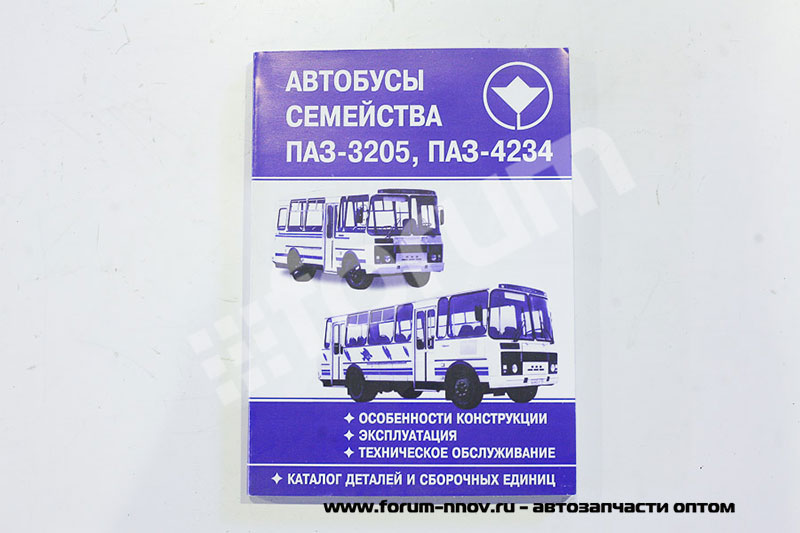 АВТОБУСЫ
СЕМЕЙСТВА
ПАЗ-3205, ПАЗ-4234
forum
✦ ОСОБЕННОСТИ КОНСТРУКЦИИ
✦ ЭКСПЛУАТАЦИЯ
✦ ТЕХНИЧЕСКОЕ ОБСЛУЖИВАНИЕ
✦ КАТАЛОГ ДЕТАЛЕЙ И СБОРОЧНЫХ ЕДИНИЦ
www.forum-nnov.ru - автозапчасти оптом